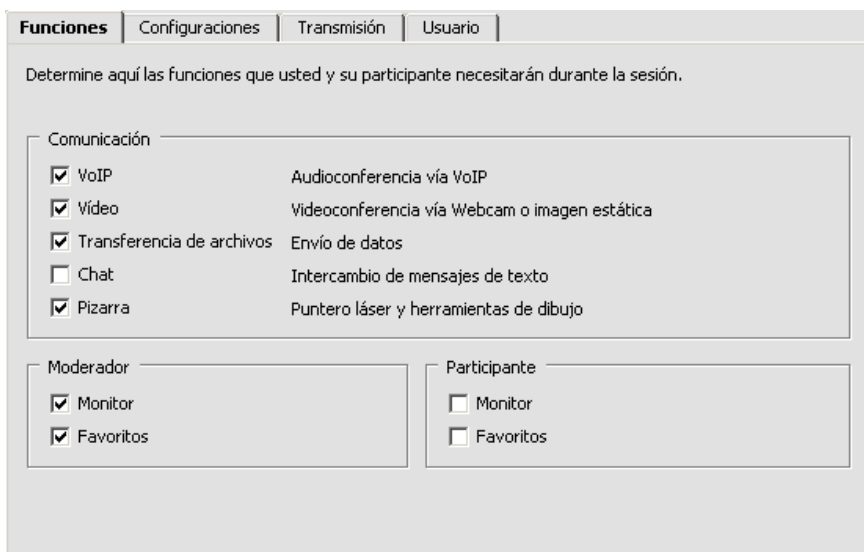 Funciones Configuraciones Transmisión Usuario
Determine aquí las funciones que usted y su participante necesitarán durante la sesión.
Comunicación
VoIP Audioconferencia vía VoIP
Vídeo Videoconferencia vía Webcam o imagen estática
Transferencia de archivos Envío de datos
Chat Intercambio de mensajes de texto
Pizarra Puntero láser y herramientas de dibujo
Moderador
Monitor
Favoritos
Participante
Monitor
Favoritos